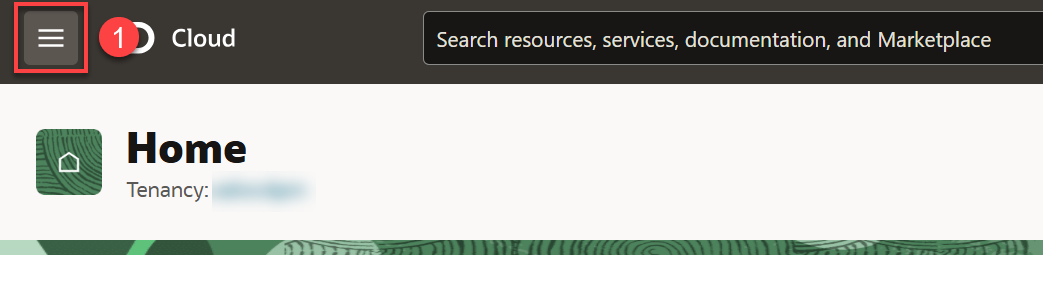 1
Cloud
Search resources, services, documentation, and Marketplace
Home
Tenancy: